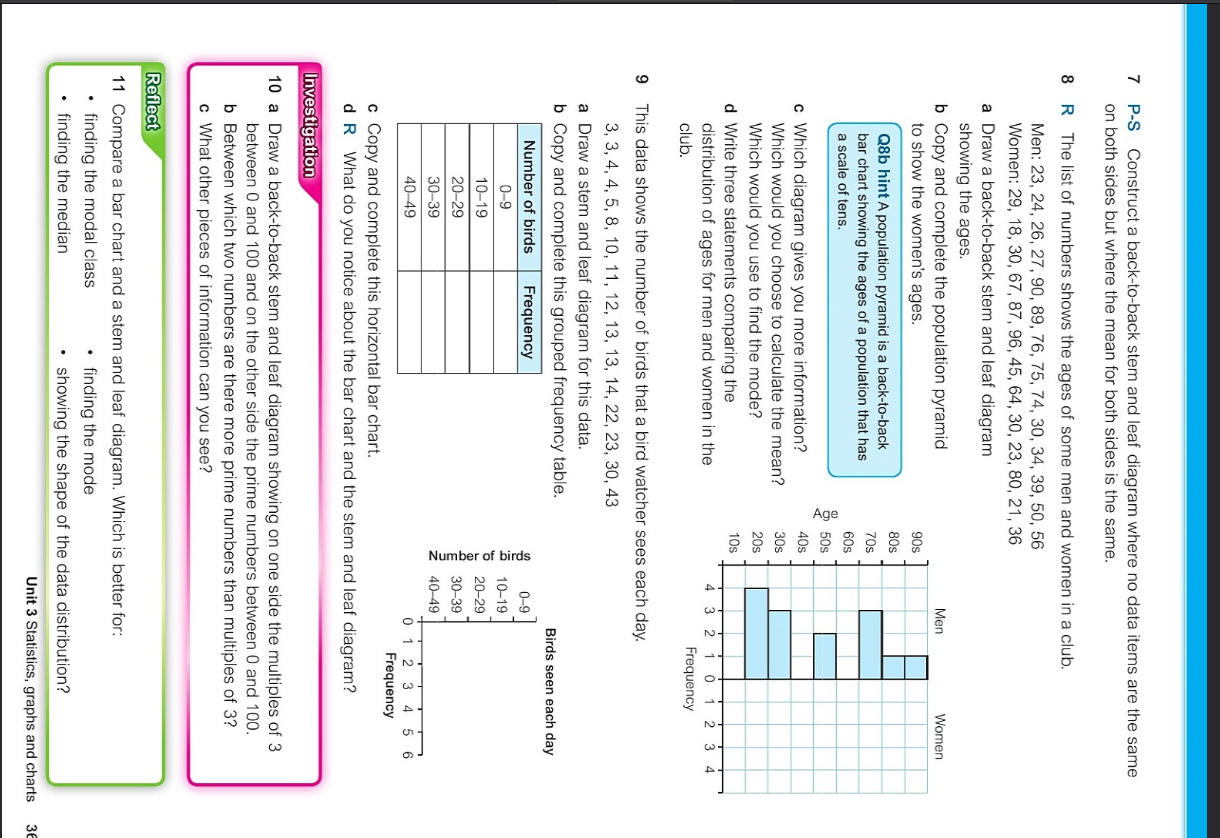 7 P-S Construct a back-to-back stem and leaf diagram where no data items are the same
on both sides but where the mean for both sides is the same.
8 R The list of numbers shows the ages of some men and women in a club.
Men: 23, 24, 26, 27, 90, 89, 76, 75, 74, 30, 34, 39, 50, 56
Women: 29, 18, 30, 67, 87, 96, 45, 64, 30, 23, 80, 21, 36
a Draw a back-to-back stem and leaf diagram
showing the ages.
b Copy and complete the population pyramid
to show the women's ages.
Q8b hint A population pyramid is a back-to-back
bar chart showing the ages of a population that has
a scale of tens.
c Which diagram gives you more information?
Which would you choose to calculate the mean?
Which would you use to find the mode?
d Write three statements comparing the
distribution of ages for men and women in the
club.
Men Women
Age
90s
80s
70s
60s
50s
40s
30s
20s
10s
4 3 2 1 0 1 2 3 4
Frequency
9 This data shows the number of birds that a bird watcher sees each day.
3, 3, 4, 4, 5, 8, 10, 11, 12, 13, 13, 14, 22, 23, 30, 43
a Draw a stem and leaf diagram for this data.
b Copy and complete this grouped frequency table.
Number of birds Frequency
0–9
10–19
20–29
30–39
40–49
Birds seen each day
Number of birds
0–9
10–19
20–29
30–39
40–49
0 1 2 3 4 5 6
Frequency
c Copy and complete this horizontal bar chart.
d R What do you notice about the bar chart and the stem and leaf diagram?
Investigation
10 a Draw a back-to-back stem and leaf diagram showing on one side the multiples of 3
between 0 and 100 and on the other side the prime numbers between 0 and 100.
b Between which two numbers are there more prime numbers than multiples of 3?
c What other pieces of information can you see?
Reflect
11 Compare a bar chart and a stem and leaf diagram. Which is better for:
• finding the modal class • finding the mode
• finding the median • showing the shape of the data distribution?
Unit 3 Statistics, graphs and charts